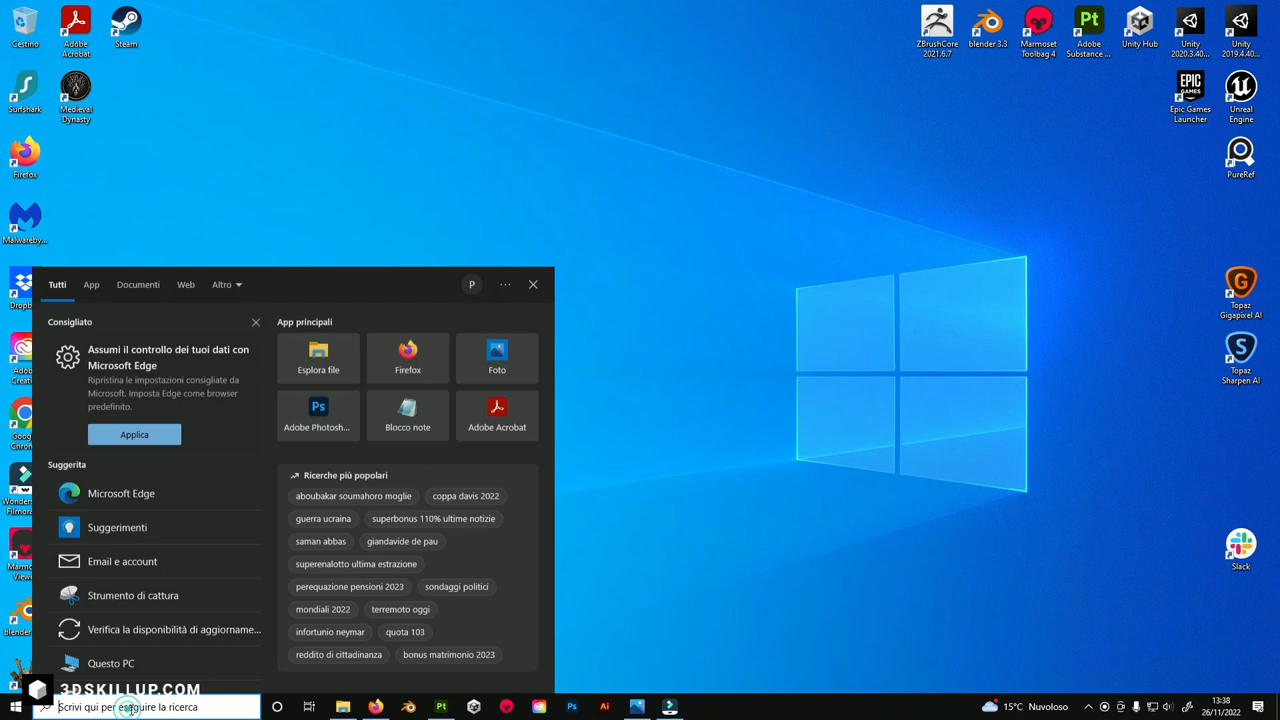 Cestino
Adobe
Acrobat
Steam
Surfshark
Medieval
Dynasty
Firefox
Malwareby...
ZBrushCore
2021.6.7
blender 3.3
Marmoset
Toolbag 4
Adobe
Substance ...
Unity Hub
Unity
2020.3.40...
Unity
2019.4.40...
Epic Games
Launcher
Unreal
Engine
PureRef
Topaz
Gigapixel AI
Topaz
Sharpen AI
Slack
Tutti App Documenti Web Altro
P
Consigliato
Assumi il controllo dei tuoi dati con
Microsoft Edge
Ripristina le impostazioni consigliate da
Microsoft. Imposta Edge come browser
predefinito.
Applica
Suggerita
Microsoft Edge
Suggerimenti
Email e account
Strumento di cattura
Verifica la disponibilità di aggiorname...
Questo PC
App principali
Esplora file Firefox Foto
Adobe Photosh... Blocco note Adobe Acrobat
Ricerche più popolari
aboubakar soumahoro moglie coppa davis 2022
guerra ucraina superbonus 110% ultime notizie
saman abbas giandavide de pau
superenalotto ultima estrazione
perequazione pensioni 2023 sondaggi politici
mondiali 2022 terremoto oggi
infortunio neymar quota 103
reddito di cittadinanza bonus matrimonio 2023
3DSKILLUP.COM
Scrivi qui per eseguire la ricerca
15°C Nuvoloso
13:38
26/11/2022